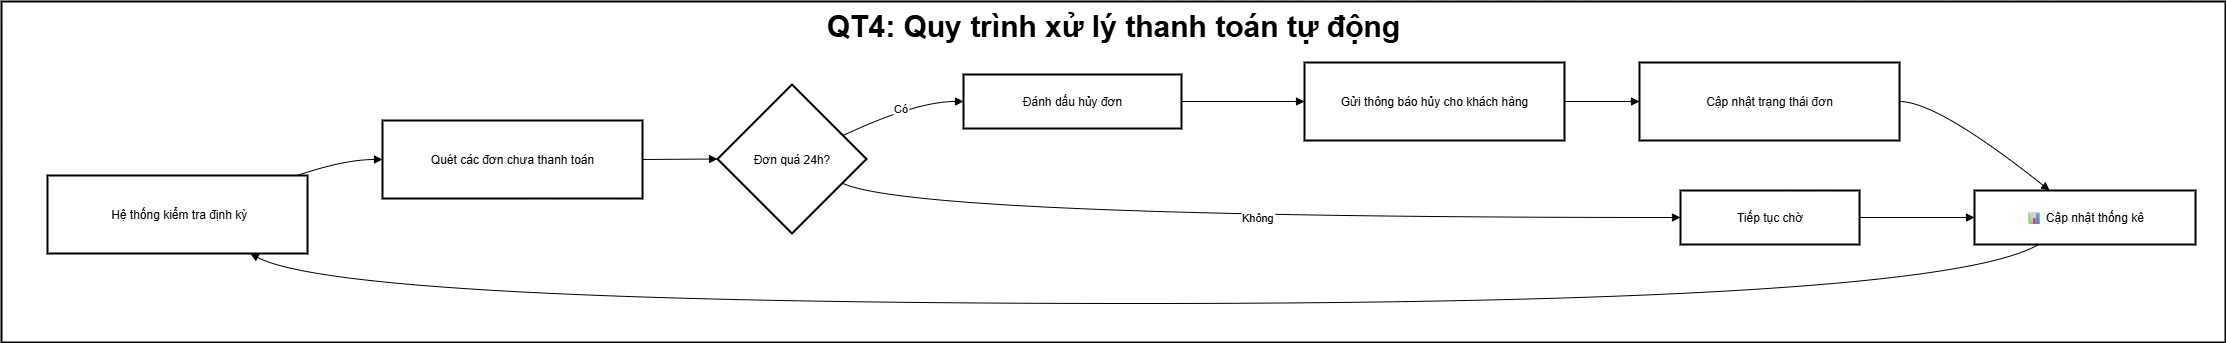 QT4: Quy trình xử lý thanh toán tự động
Hệ thống kiểm tra định kỳ
Quét các đơn chưa thanh toán
Đơn quá 24h?
Có
Đánh dấu hủy đơn
Gửi thông báo hủy cho khách hàng
Cập nhật trạng thái đơn
Không
Tiếp tục chờ
📊 Cập nhật thống kê